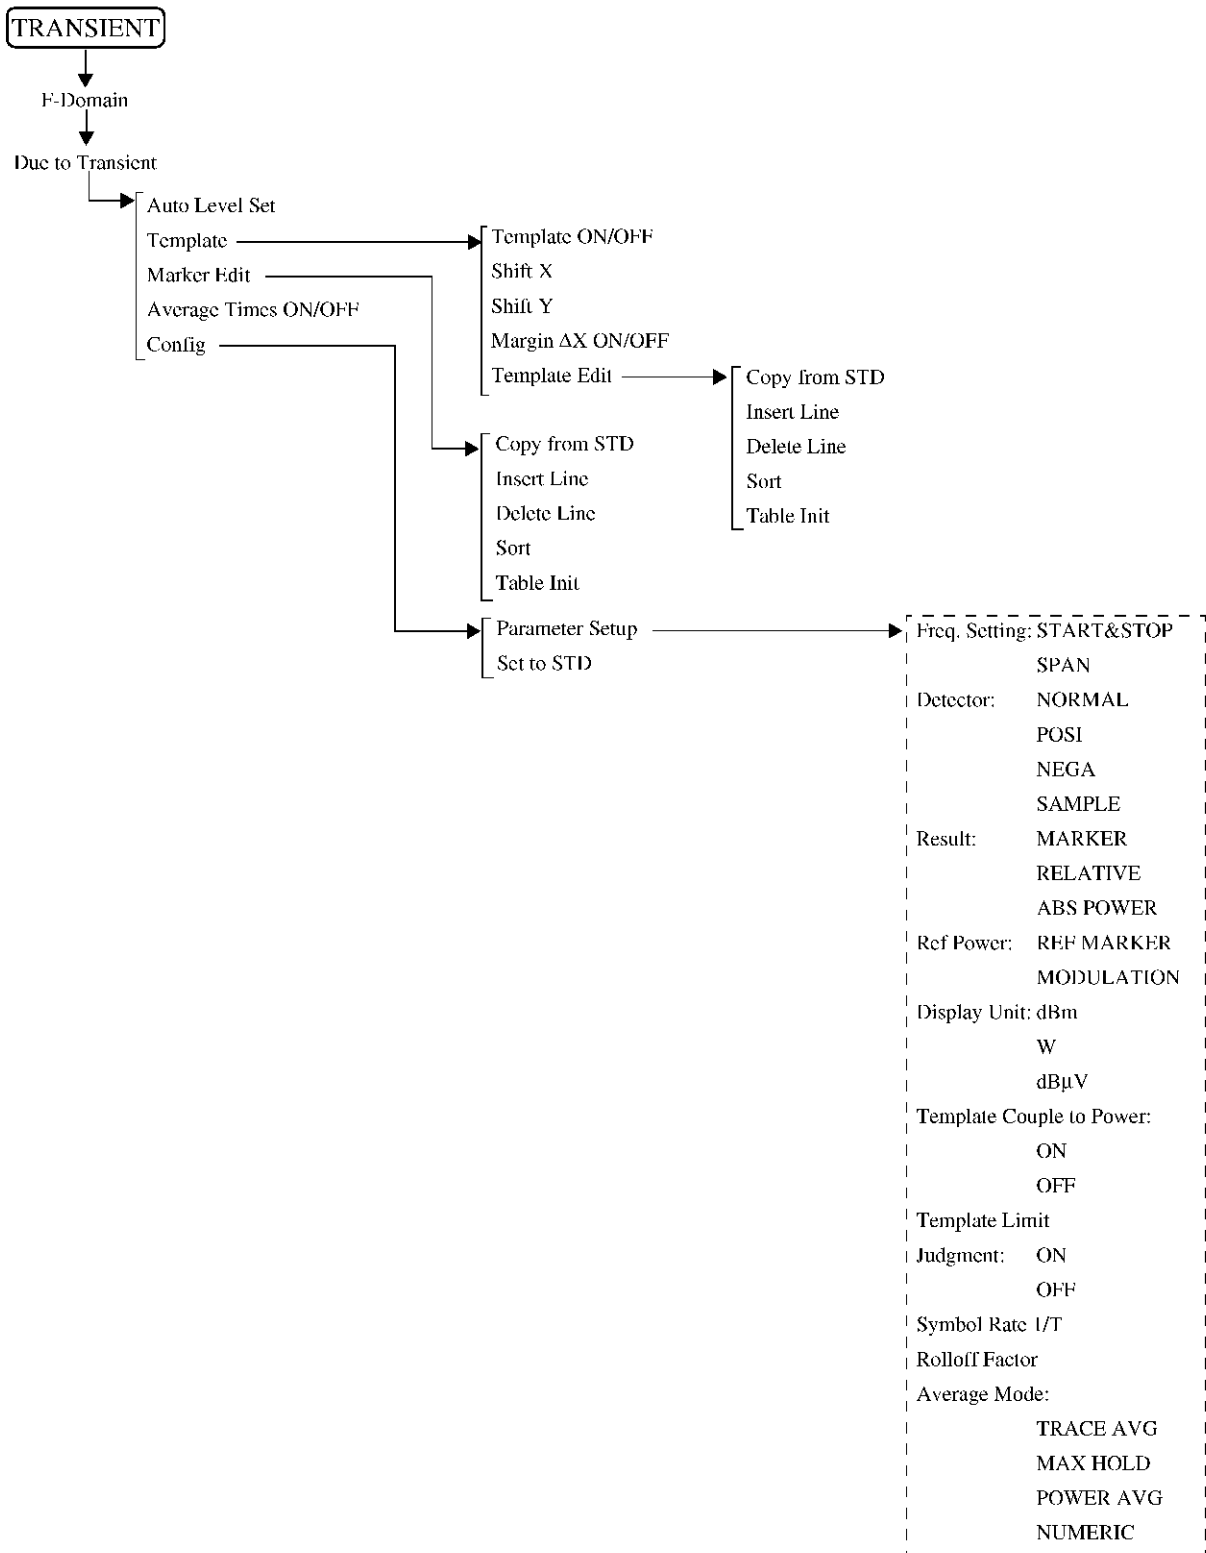 TRANSIENT
F-Domain
Due to Transient
Auto Level Set
Template
Marker Edit
Average Times ON/OFF
Config
Template ON/OFF
Shift X
Shift Y
Margin ΔX ON/OFF
Template Edit
Copy from STD
Insert Line
Delete Line
Sort
Table Init
Copy from STD
Insert Line
Delete Line
Sort
Table Init
Parameter Setup
Set to STD
Freq. Setting: START&STOP
SPAN
Detector: NORMAL
POSI
NEGA
SAMPLE
Result: MARKER
RELATIVE
ABS POWER
Ref Power: REF MARKER
MODULATION
Display Unit: dBm
W
dBμV
Template Couple to Power:
ON
OFF
Template Limit
Judgment: ON
OFF
Symbol Rate 1/T
Rolloff Factor
Average Mode:
TRACE AVG
MAX HOLD
POWER AVG
NUMERIC